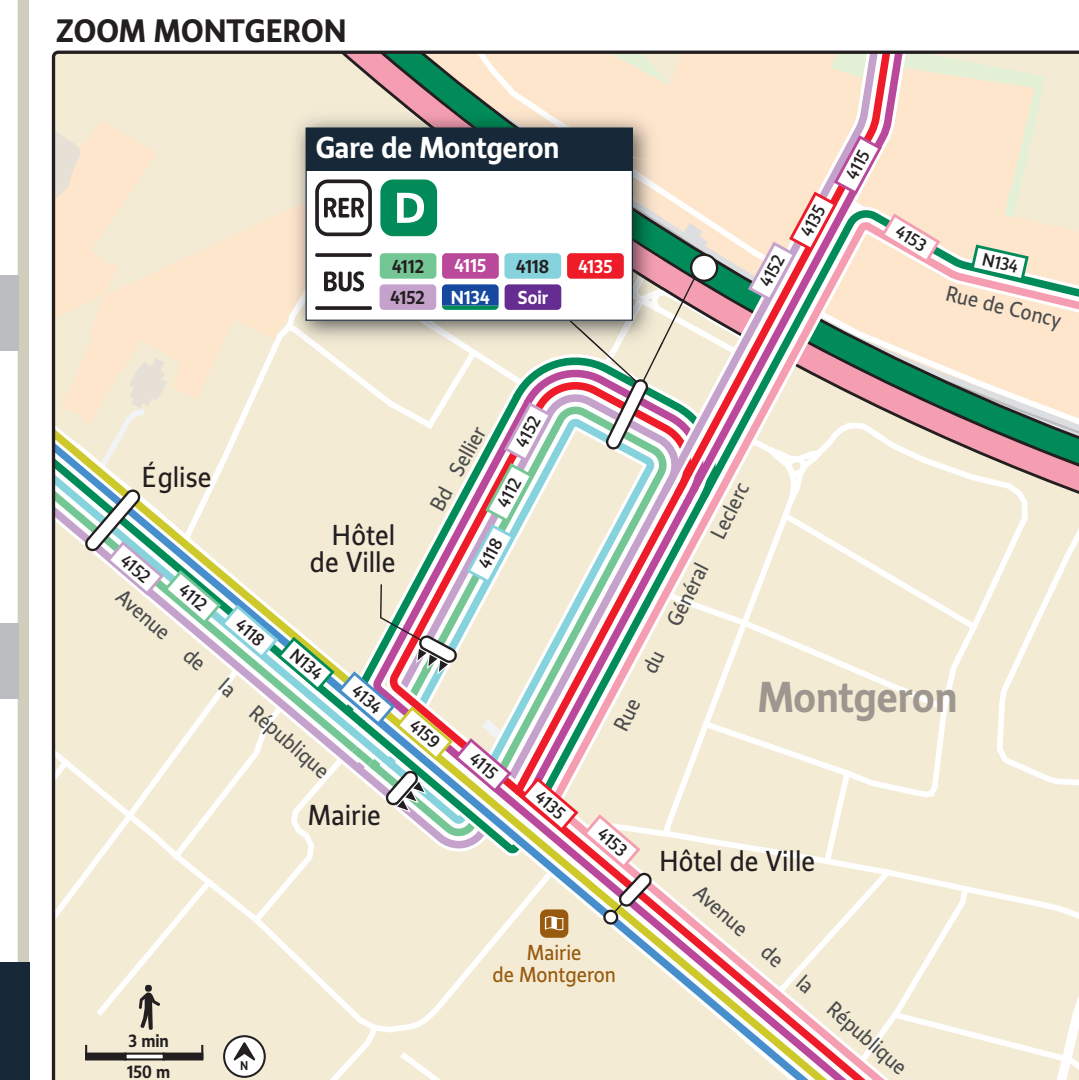 ZOOM MONTGERON
Gare de Montgeron
RER D
BUS 4112 4115 4118 4135
4152 N134 Soir
4115
4135
4152
4153
N134
Rue de Concy
Église
Bd Sellier
4152
4112
4118
Hôtel
de Ville
Rue du Général Leclerc
4152
4112
4118
N134
4134
4159
4115
4135
4153
Avenue de la République
Montgeron
Mairie
Hôtel de Ville
Avenue de la République
Mairie
de Montgeron
3 min
150 m
N